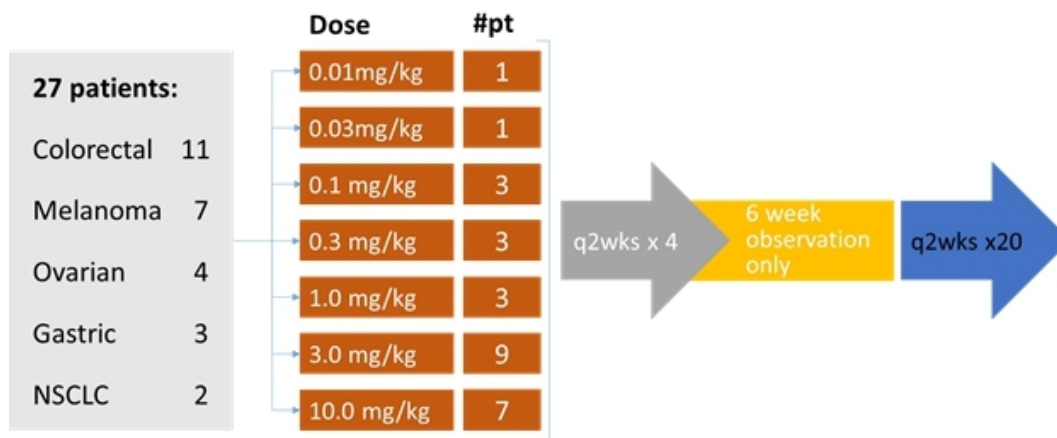 27 patients:
Colorectal 11
Melanoma 7
Ovarian 4
Gastric 3
NSCLC 2
Dose #pt
0.01mg/kg 1
0.03mg/kg 1
0.1 mg/kg 3
0.3 mg/kg 3
1.0 mg/kg 3
3.0 mg/kg 9
10.0 mg/kg 7
q2wks x 4
6 week
observation
only
q2wks x20